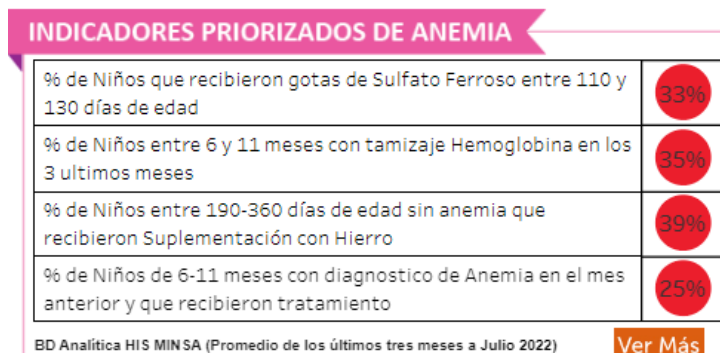 INDICADORES PRIORIZADOS DE ANEMIA
% de Niños que recibieron gotas de Sulfato Ferroso entre 110 y
130 días de edad
33%
% de Niños entre 6 y 11 meses con tamizaje Hemoglobina en los
3 ultimos meses
35%
% de Niños entre 190-360 días de edad sin anemia que
recibieron Suplementación con Hierro
39%
% de Niños de 6-11 meses con diagnostico de Anemia en el mes
anterior y que recibieron tratamiento
25%
BD Analítica HIS MINSA (Promedio de los últimos tres meses a Julio 2022)
Ver Más